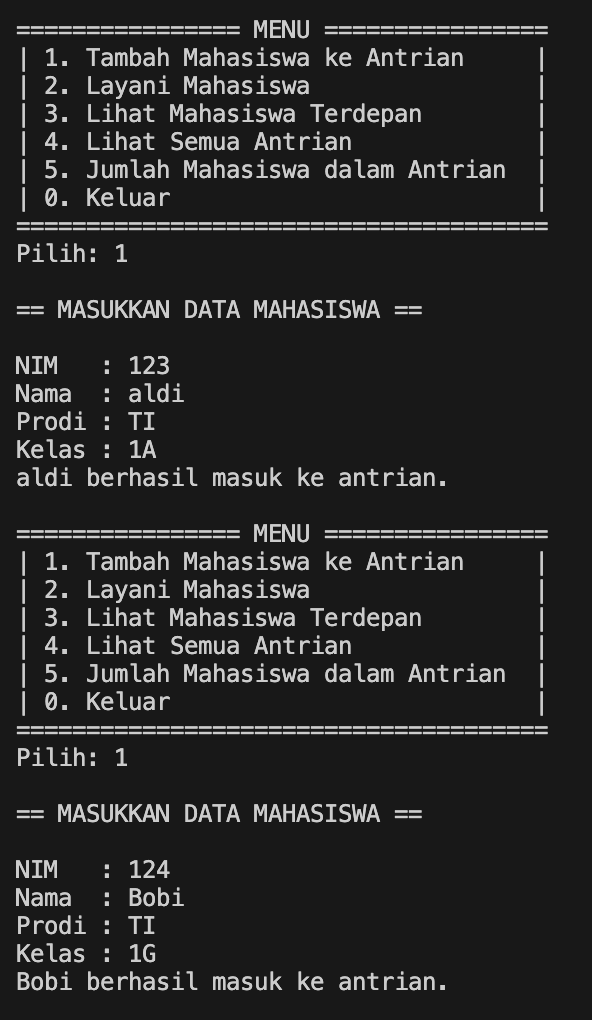 ================ MENU ================
| 1. Tambah Mahasiswa ke Antrian     |
| 2. Layani Mahasiswa                |
| 3. Lihat Mahasiswa Terdepan        |
| 4. Lihat Semua Antrian             |
| 5. Jumlah Mahasiswa dalam Antrian  |
| 0. Keluar                          |
======================================
Pilih: 1
== MASUKKAN DATA MAHASISWA ==
NIM   : 123
Nama  : aldi
Prodi : TI
Kelas : 1A
aldi berhasil masuk ke antrian.
================ MENU ================
| 1. Tambah Mahasiswa ke Antrian     |
| 2. Layani Mahasiswa                |
| 3. Lihat Mahasiswa Terdepan        |
| 4. Lihat Semua Antrian             |
| 5. Jumlah Mahasiswa dalam Antrian  |
| 0. Keluar                          |
======================================
Pilih: 1
== MASUKKAN DATA MAHASISWA ==
NIM   : 124
Nama  : Bobi
Prodi : TI
Kelas : 1G
Bobi berhasil masuk ke antrian.